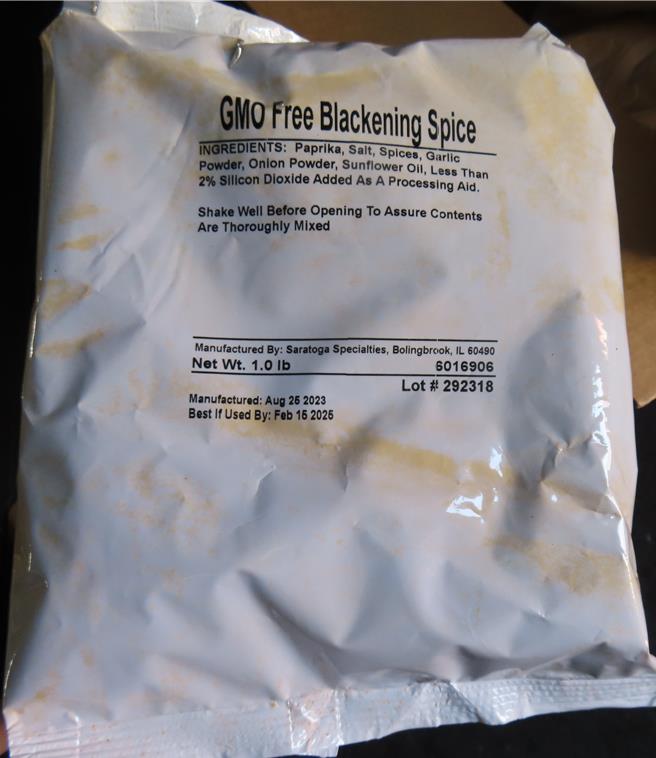 GMO Free Blackening Spice
INGREDIENTS: Paprika, Salt, Spices, Garlic
Powder, Onion Powder, Sunflower Oil, Less Than
2% Silicon Dioxide Added As A Processing Aid.
Shake Well Before Opening To Assure Contents
Are Thoroughly Mixed
Manufactured By: Saratoga Specialties, Bolingbrook, IL 60490
Net Wt. 1.0 lb 6016906
Lot # 292318
Manufactured: Aug 25 2023
Best If Used By: Feb 15 2025